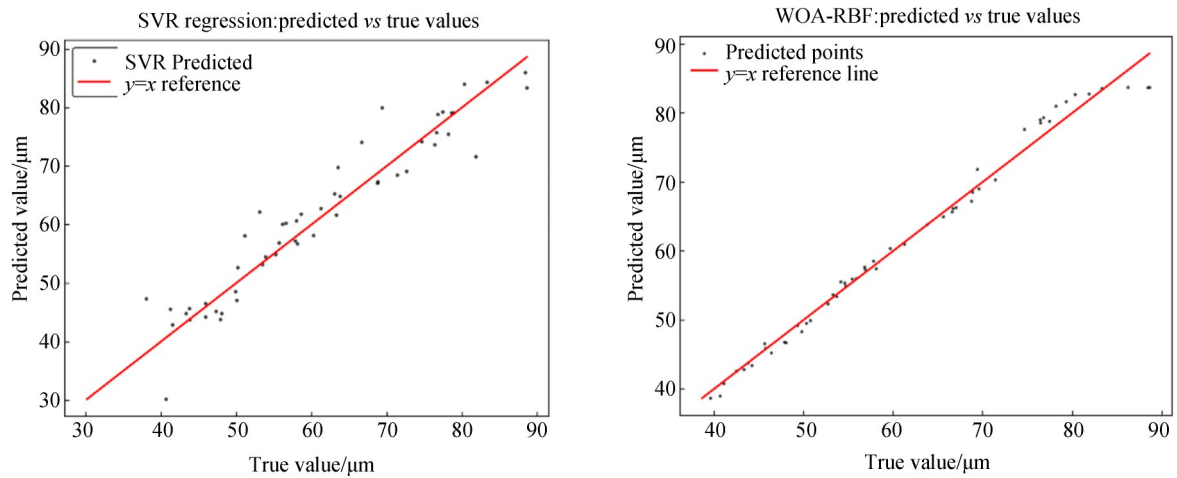 SVR regression:predicted vs true values
90
80
70
60
50
40
30
SVR Predicted
y=x reference
Predicted value/μm
30 40 50 60 70 80 90
True value/μm
WOA-RBF:predicted vs true values
90
80
70
60
50
40
Predicted points
y=x reference line
Predicted value/μm
40 50 60 70 80 90
True value/μm